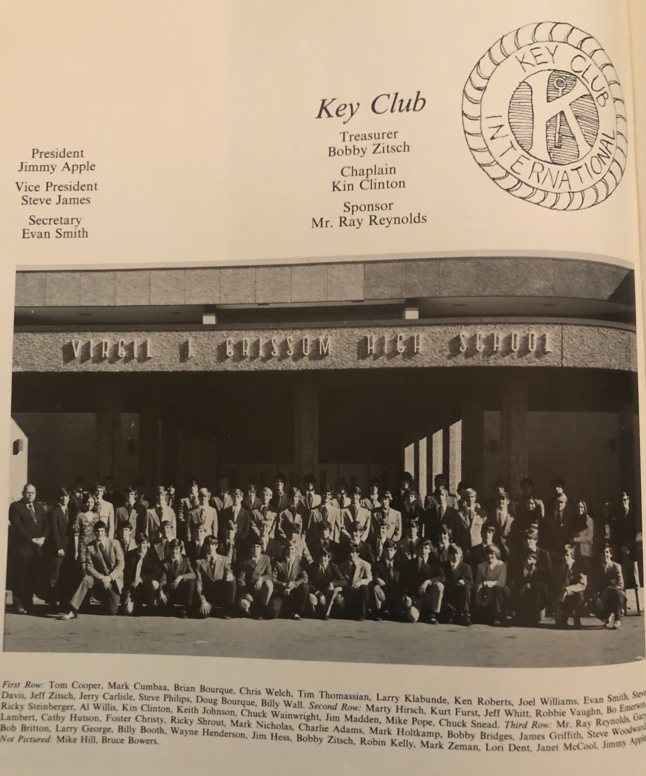 Key Club
President
Jimmy Apple
Vice President
Steve James
Secretary
Evan Smith
Treasurer
Bobby Zitsch
Chaplain
Kin Clinton
Sponsor
Mr. Ray Reynolds
KEY CLUB
K
INTERNATIONAL
VIRGIL I GRISSOM HIGH SCHOOL
First Row: Tom Cooper, Mark Cumbaa, Brian Bourque, Chris Welch, Tim Thomassian, Larry Klabunde, Ken Roberts, Joel Williams, Evan Smith, Steve
Davis, Jeff Zitsch, Jerry Carlisle, Steve Philips, Doug Bourque, Billy Wall. Second Row: Marty Hirsch, Kurt Furst, Jeff Whitt, Robbie Vaughn, Bo Emerson,
Ricky Steinberger, Al Willis, Kin Clinton, Keith Johnson, Chuck Wainwright, Jim Madden, Mike Pope, Chuck Snead. Third Row: Mr. Ray Reynolds, Gary
Lambert, Cathy Hutson, Foster Christy, Ricky Shrout, Mark Nicholas, Charlie Adams, Mark Holtkamp, Bobby Bridges, James Griffith, Steve Woodward,
Bob Britton, Larry George, Billy Booth, Wayne Henderson, Jim Hess, Bobby Zitsch, Robin Kelly, Mark Zeman, Lori Dent, Janet McCool, Jimmy Apple
Not Pictured: Mike Hill, Bruce Bowers.